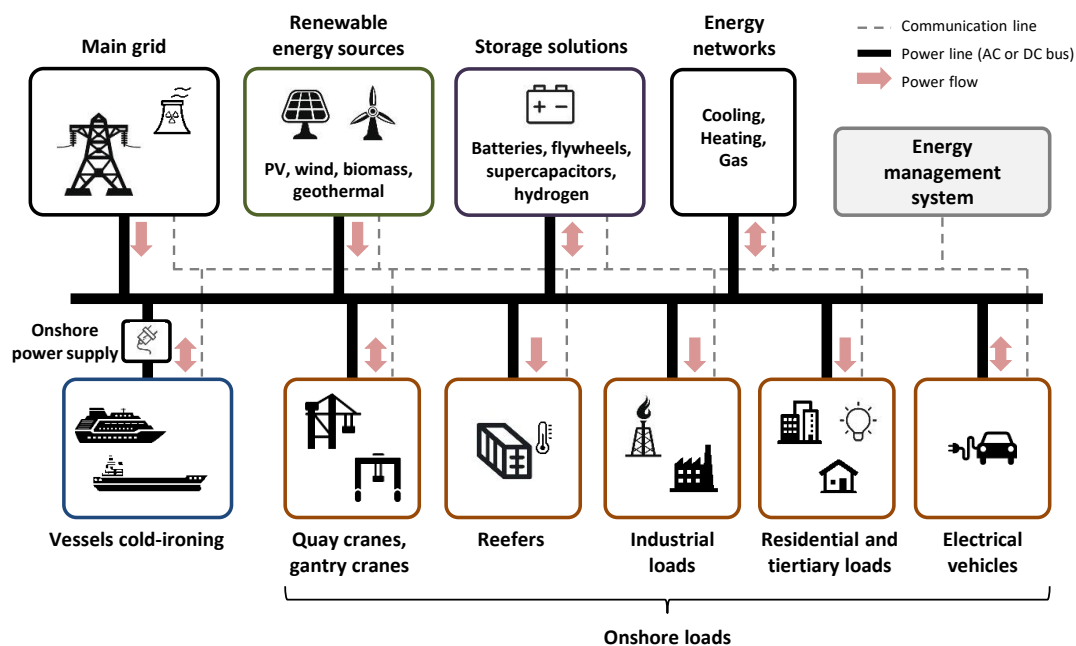 Communication line
Power line (AC or DC bus)
Power flow
Main grid
Renewable
energy sources
Storage solutions
Energy
networks
PV, wind, biomass,
geothermal
Batteries, flywheels,
supercapacitors,
hydrogen
Cooling,
Heating,
Gas
Energy
management
system
Onshore
power supply
Vessels cold-ironing
Quay cranes,
gantry cranes
Reefers
Industrial
loads
Residential and
tiertiary loads
Electrical
vehicles
Onshore loads